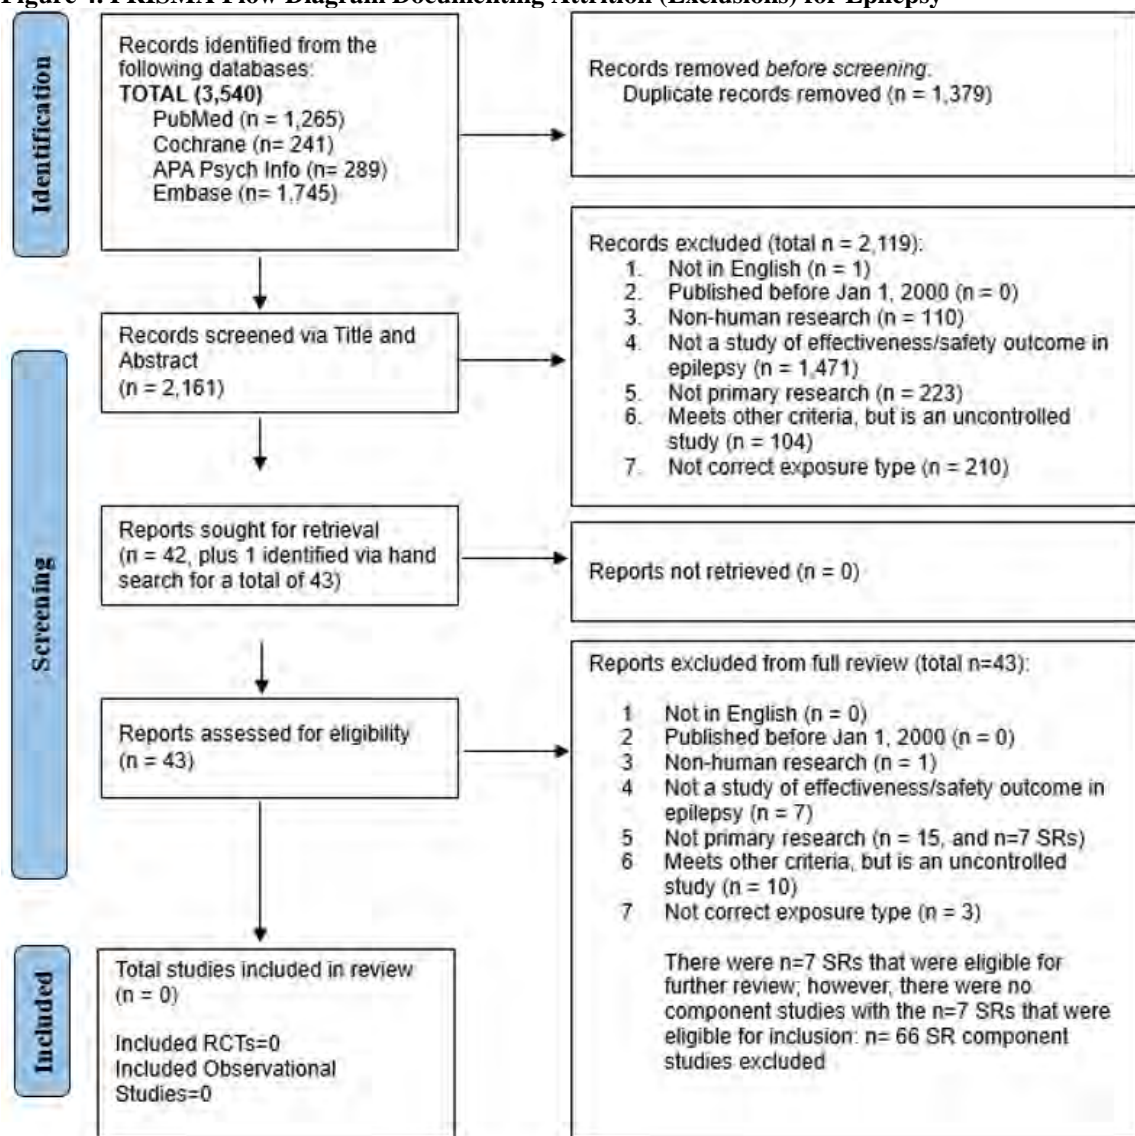 Figure 4. PRISMA Flow Diagram Documenting Attrition (Exclusions) for Epilepsy
Identification
Records identified from the
following databases:
TOTAL (3,540)
PubMed (n = 1,265)
Cochrane (n= 241)
APA Psych Info (n= 289)
Embase (n= 1,745)
Records removed before screening:
Duplicate records removed (n = 1,379)
Screening
Records screened via Title and
Abstract
(n = 2,161)
Records excluded (total n = 2,119):
1. Not in English (n = 1)
2. Published before Jan 1, 2000 (n = 0)
3. Non-human research (n = 110)
4. Not a study of effectiveness/safety outcome in
epilepsy (n = 1,471)
5. Not primary research (n = 223)
6. Meets other criteria, but is an uncontrolled
study (n = 104)
7. Not correct exposure type (n = 210)
Reports sought for retrieval
(n = 42, plus 1 identified via hand
search for a total of 43)
Reports not retrieved (n = 0)
Reports assessed for eligibility
(n = 43)
Reports excluded from full review (total n=43):
1 Not in English (n = 0)
2 Published before Jan 1, 2000 (n = 0)
3 Non-human research (n = 1)
4 Not a study of effectiveness/safety outcome in
epilepsy (n = 7)
5 Not primary research (n = 15, and n=7 SRs)
6 Meets other criteria, but is an uncontrolled
study (n = 10)
7 Not correct exposure type (n = 3)
There were n=7 SRs that were eligible for
further review; however, there were no
component studies with the n=7 SRs that were
eligible for inclusion: n= 66 SR component
studies excluded
Included
Total studies included in review
(n = 0)
Included RCTs=0
Included Observational
Studies=0